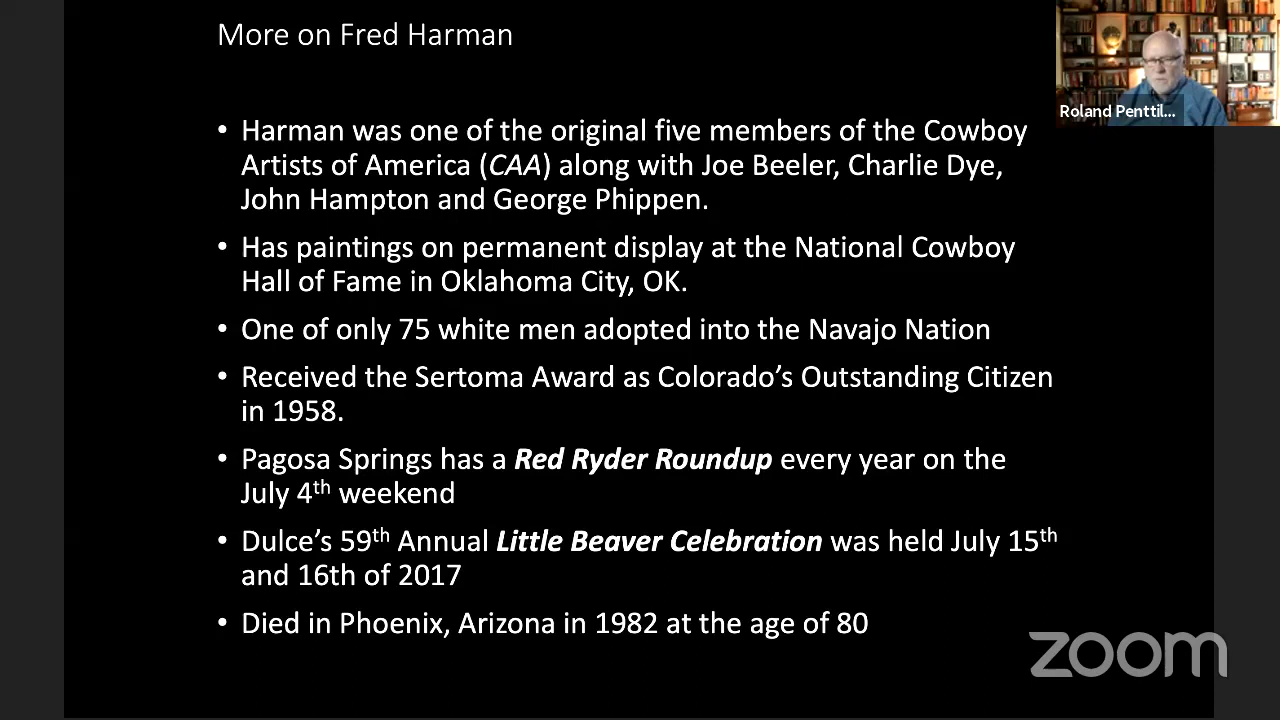 More on Fred Harman
Roland Penttil...
• Harman was one of the original five members of the Cowboy
Artists of America (CAA) along with Joe Beeler, Charlie Dye,
John Hampton and George Phippen.
• Has paintings on permanent display at the National Cowboy
Hall of Fame in Oklahoma City, OK.
• One of only 75 white men adopted into the Navajo Nation
• Received the Sertoma Award as Colorado’s Outstanding Citizen
in 1958.
• Pagosa Springs has a Red Ryder Roundup every year on the
July 4th weekend
• Dulce’s 59th Annual Little Beaver Celebration was held July 15th
and 16th of 2017
• Died in Phoenix, Arizona in 1982 at the age of 80
zoom